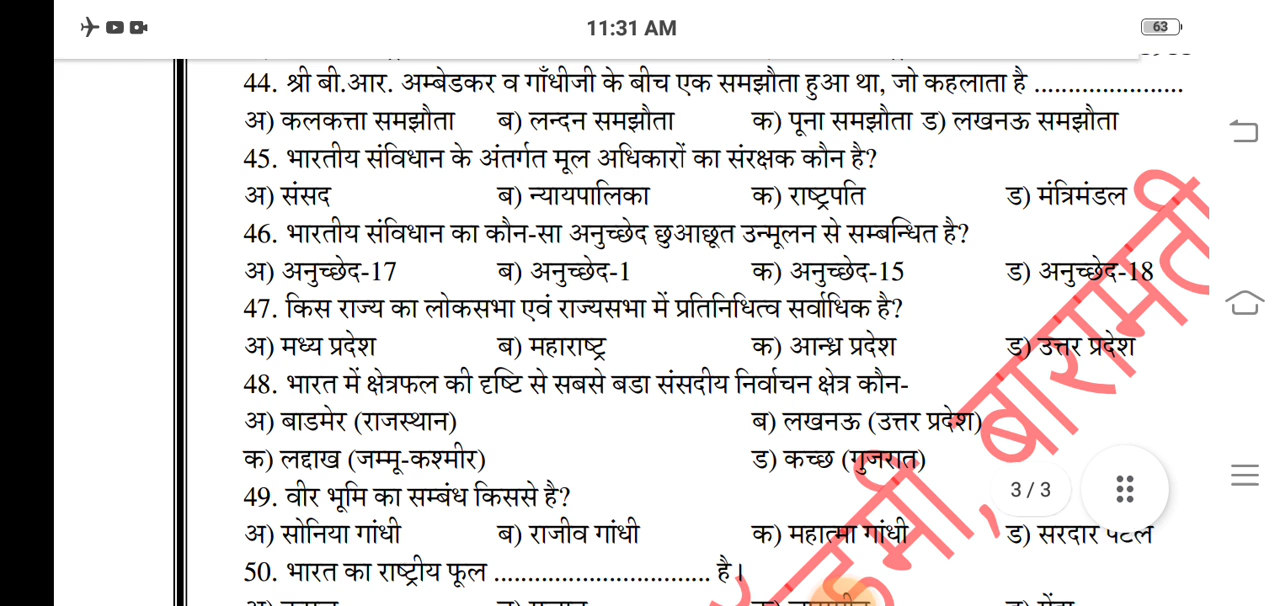 11:31 AM
63
44. श्री बी.आर. अम्बेडकर व गाँधीजी के बीच एक समझौता हुआ था, जो कहलाता है ......................
अ) कलकत्ता समझौता ब) लन्दन समझौता क) पूना समझौता ड) लखनऊ समझौता
45. भारतीय संविधान के अंतर्गत मूल अधिकारों का संरक्षक कौन है?
अ) संसद ब) न्यायपालिका क) राष्ट्रपति ड) मंत्रिमंडल
46. भारतीय संविधान का कौन-सा अनुच्छेद छुआछूत उन्मूलन से सम्बन्धित है?
अ) अनुच्छेद-17 ब) अनुच्छेद-1 क) अनुच्छेद-15 ड) अनुच्छेद-18
47. किस राज्य का लोकसभा एवं राज्यसभा में प्रतिनिधित्व सर्वाधिक है?
अ) मध्य प्रदेश ब) महाराष्ट्र क) आन्ध्र प्रदेश ड) उत्तर प्रदेश
48. भारत में क्षेत्रफल की दृष्टि से सबसे बडा संसदीय निर्वाचन क्षेत्र कौन-
अ) बाडमेर (राजस्थान) ब) लखनऊ (उत्तर प्रदेश)
क) लद्दाख (जम्मू-कश्मीर) ड) कच्छ (गुजरात)
3 / 3
49. वीर भूमि का सम्बंध किससे है?
अ) सोनिया गांधी ब) राजीव गांधी क) महात्मा गांधी ड) सरदार पटेल
50. भारत का राष्ट्रीय फूल ................................ है।
बारामती